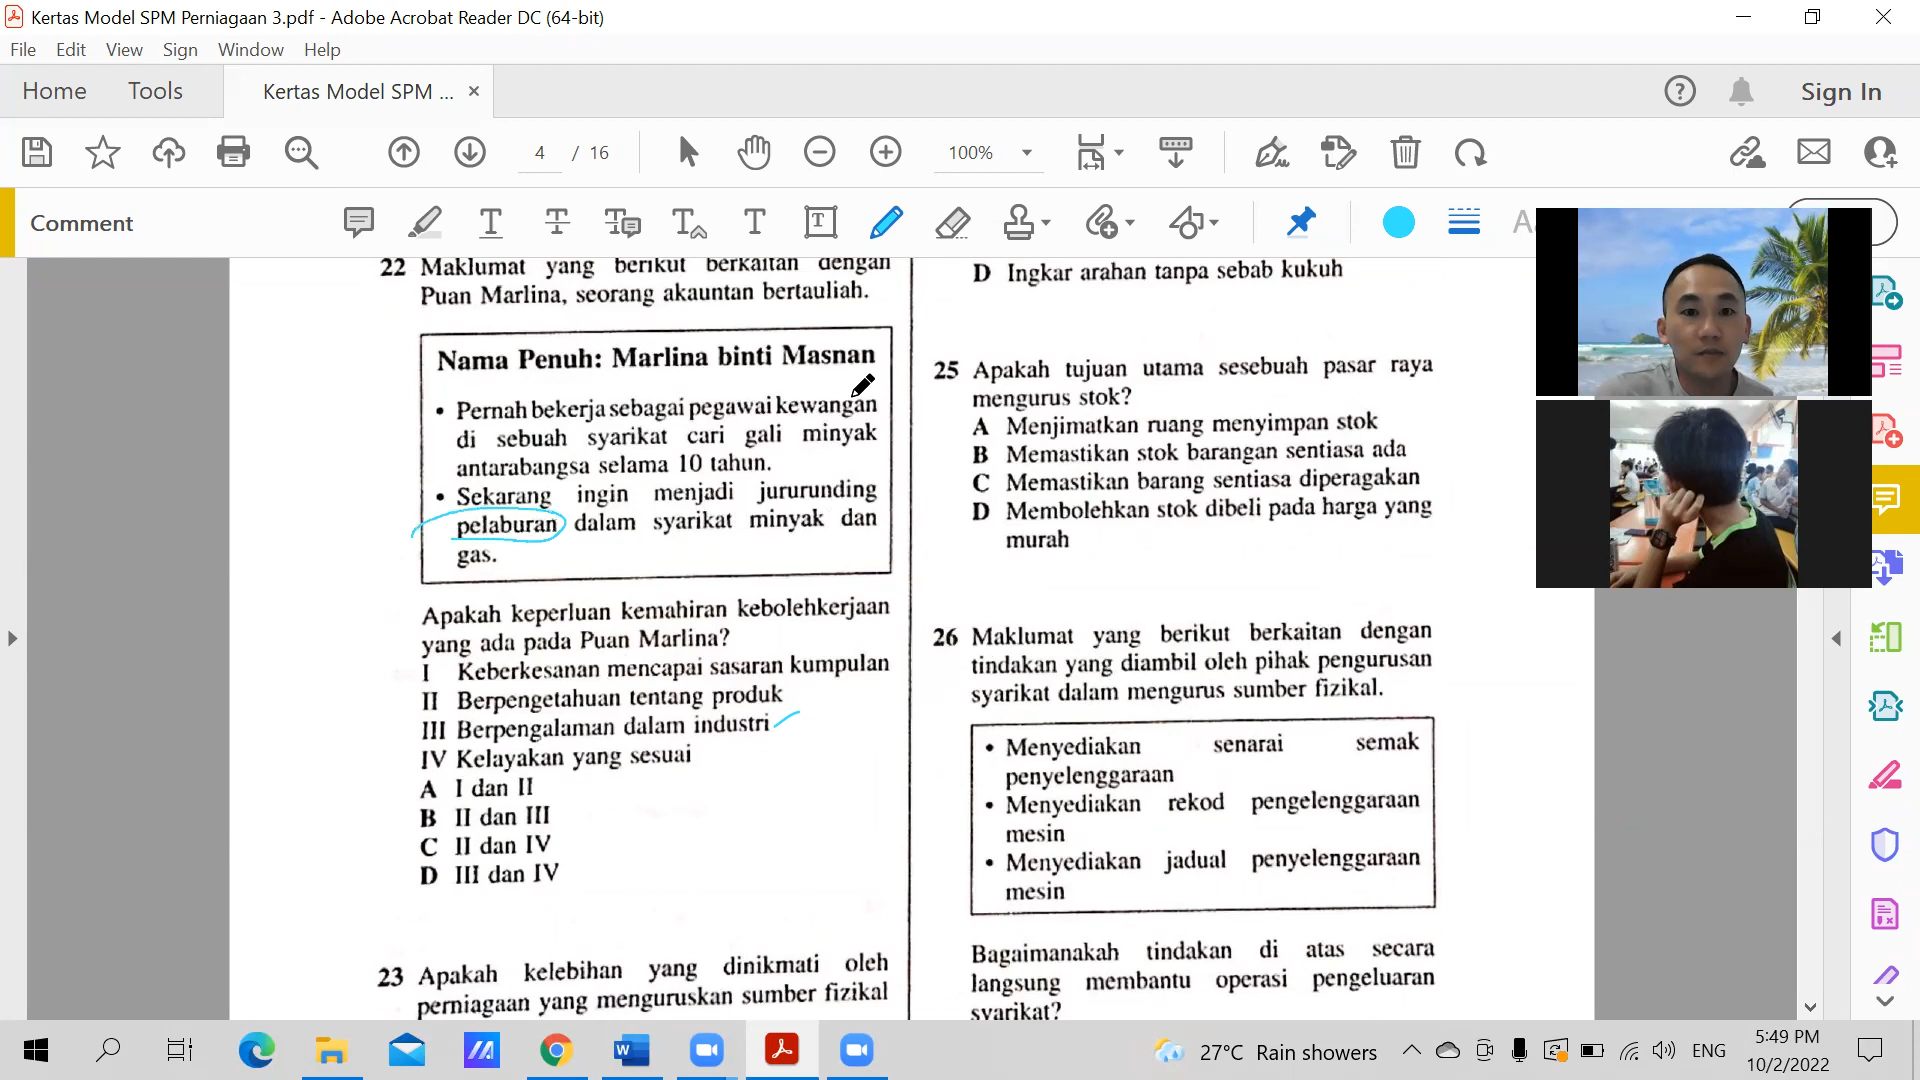 Kertas Model SPM Perniagaan 3.pdf - Adobe Acrobat Reader DC (64-bit)
File Edit View Sign Window Help
Home Tools Kertas Model SPM ... Sign In
4 / 16 100%
Comment
22 Maklumat yang berikut berkaitan dengan
Puan Marlina, seorang akauntan bertauliah.
Nama Penuh: Marlina binti Masnan
• Pernah bekerja sebagai pegawai kewangan
di sebuah syarikat cari gali minyak
antarabangsa selama 10 tahun.
• Sekarang ingin menjadi jururunding
pelaburan dalam syarikat minyak dan
gas.
Apakah keperluan kemahiran kebolehkerjaan
yang ada pada Puan Marlina?
I Keberkesanan mencapai sasaran kumpulan
II Berpengetahuan tentang produk
III Berpengalaman dalam industri
IV Kelayakan yang sesuai
A I dan II
B II dan III
C II dan IV
D III dan IV
23 Apakah kelebihan yang dinikmati oleh
perniagaan yang menguruskan sumber fizikal
D Ingkar arahan tanpa sebab kukuh
25 Apakah tujuan utama sesebuah pasar raya
mengurus stok?
A Menjimatkan ruang menyimpan stok
B Memastikan stok barangan sentiasa ada
C Memastikan barang sentiasa diperagakan
D Membolehkan stok dibeli pada harga yang
murah
26 Maklumat yang berikut berkaitan dengan
tindakan yang diambil oleh pihak pengurusan
syarikat dalam mengurus sumber fizikal.
• Menyediakan senarai semak
penyelenggaraan
• Menyediakan rekod pengelenggaraan
mesin
• Menyediakan jadual penyelenggaraan
mesin
Bagaimanakah tindakan di atas secara
langsung membantu operasi pengeluaran
syarikat?
27°C Rain showers ENG 5:49 PM
10/2/2022